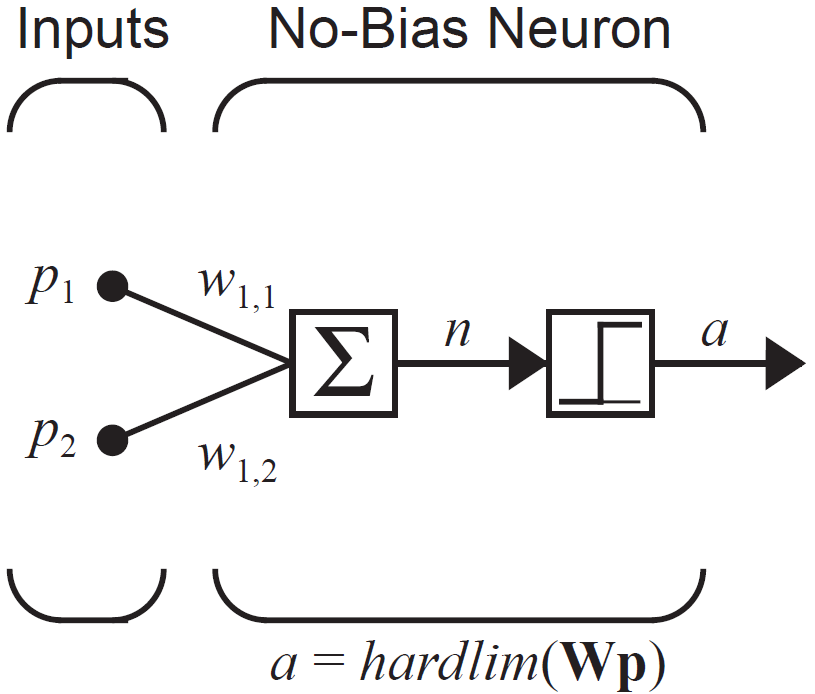 Inputs No-Bias Neuron
p₁ w₁,₁
Σ n a
p₂ w₁,₂
a = hardlim(Wp)